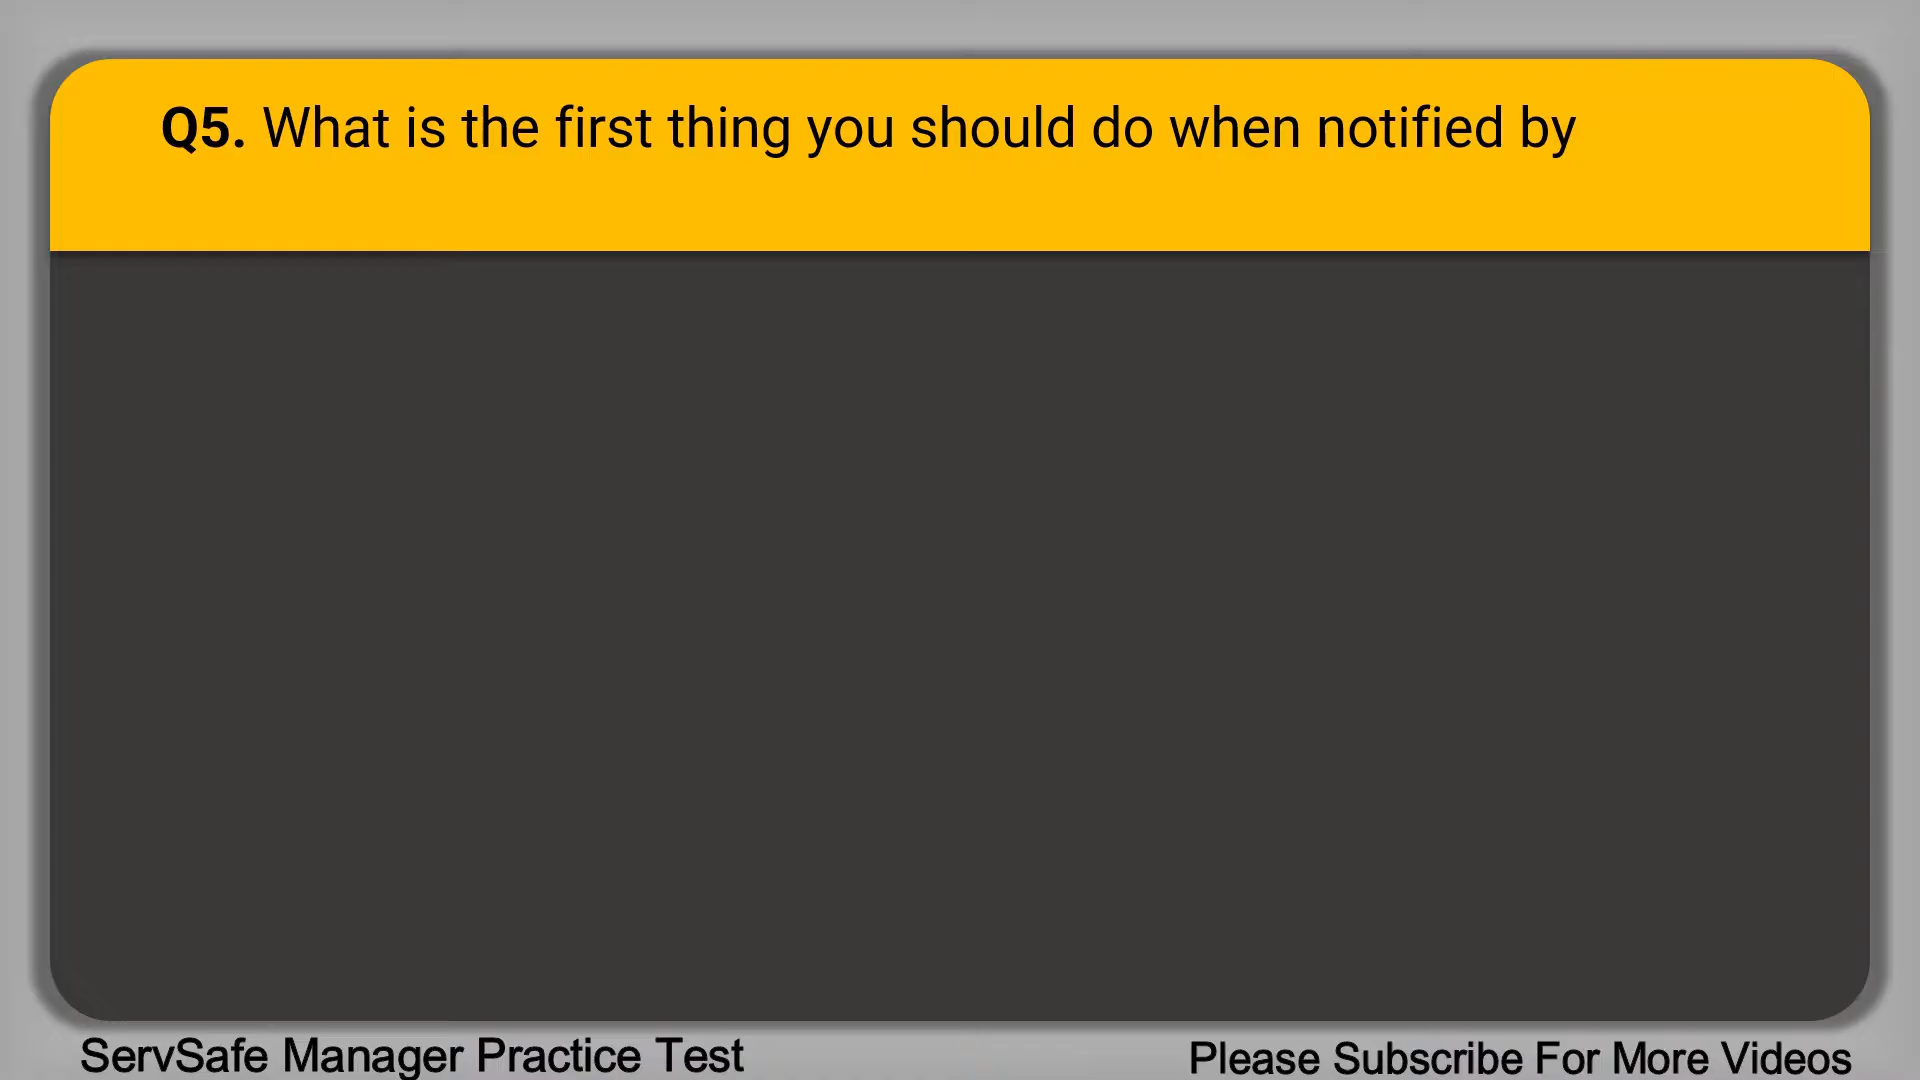 Q5. What is the first thing you should do when notified by
ServSafe Manager Practice Test
Please Subscribe For More Videos